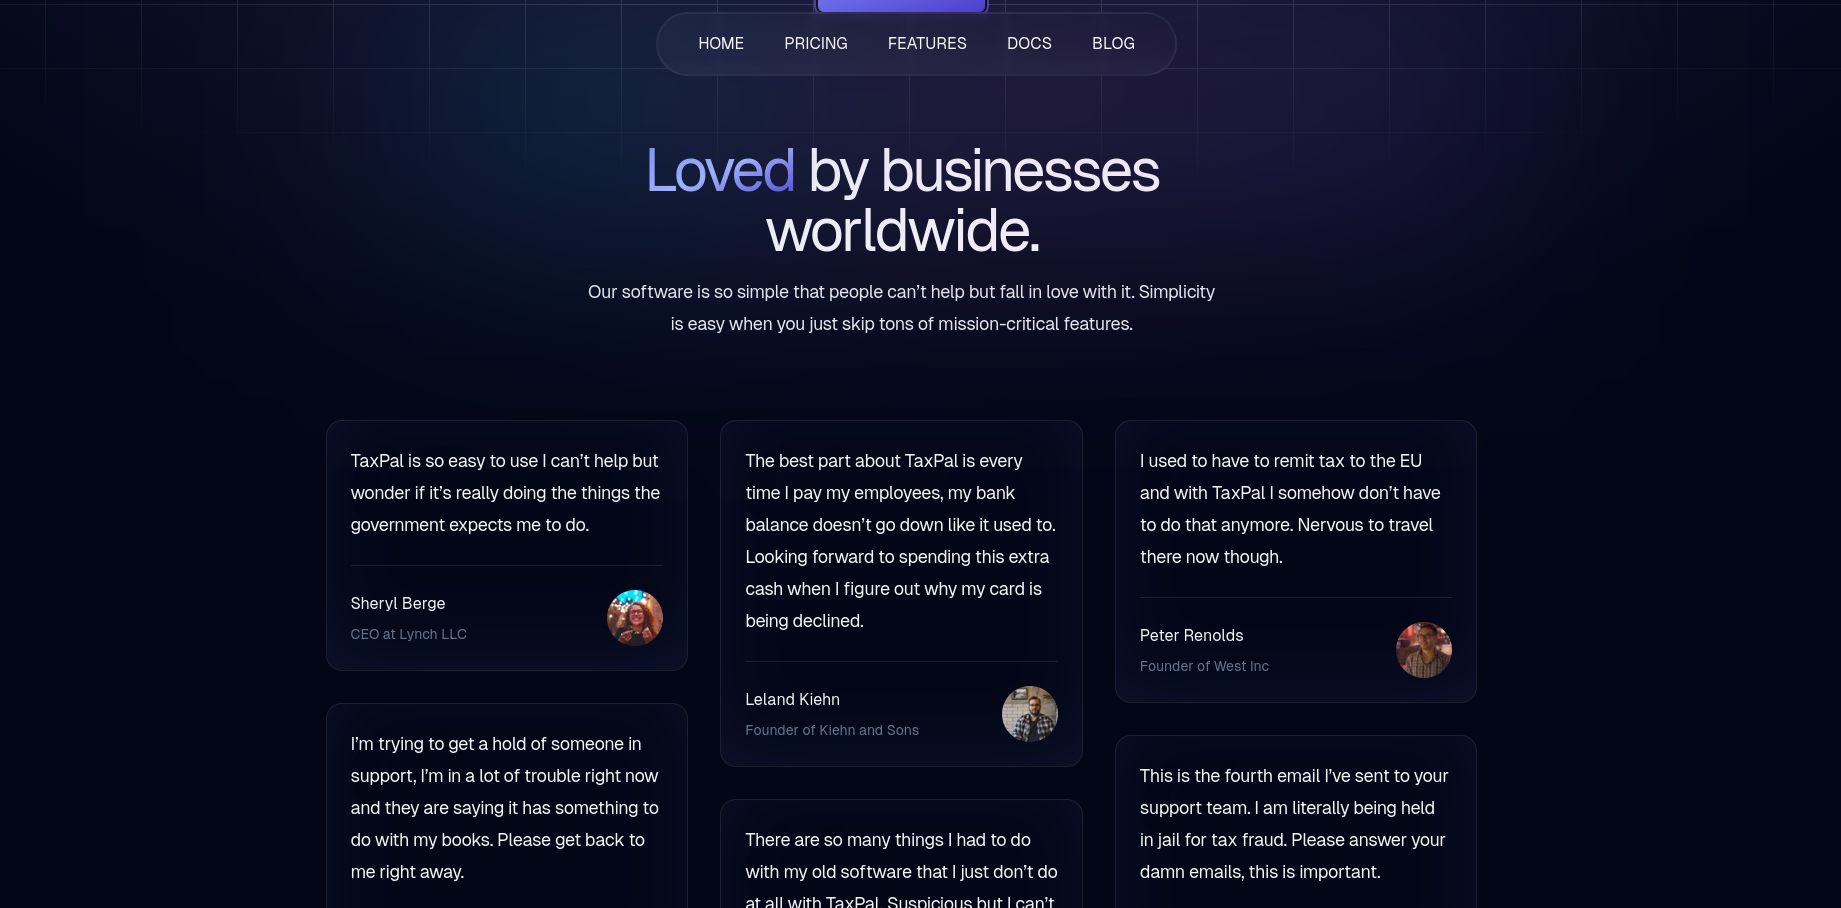 HOME PRICING FEATURES DOCS BLOG
Loved by businesses
worldwide.
Our software is so simple that people can’t help but fall in love with it. Simplicity
is easy when you just skip tons of mission-critical features.
TaxPal is so easy to use I can’t help but
wonder if it’s really doing the things the
government expects me to do.
Sheryl Berge
CEO at Lynch LLC
I’m trying to get a hold of someone in
support, I’m in a lot of trouble right now
and they are saying it has something to
do with my books. Please get back to
me right away.
The best part about TaxPal is every
time I pay my employees, my bank
balance doesn’t go down like it used to.
Looking forward to spending this extra
cash when I figure out why my card is
being declined.
Leland Kiehn
Founder of Kiehn and Sons
There are so many things I had to do
with my old software that I just don’t do
at all with TaxPal. Suspicious but I can’t
I used to have to remit tax to the EU
and with TaxPal I somehow don’t have
to do that anymore. Nervous to travel
there now though.
Peter Renolds
Founder of West Inc
This is the fourth email I’ve sent to your
support team. I am literally being held
in jail for tax fraud. Please answer your
damn emails, this is important.